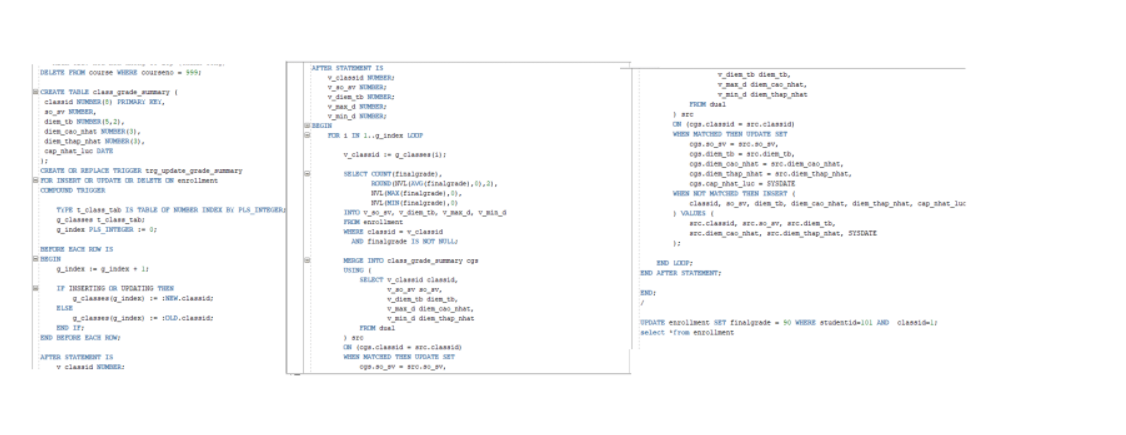 DELETE FROM course WHERE courseno = 999;
CREATE TABLE class_grade_summary (
classid NUMBER(8) PRIMARY KEY,
so_sv NUMBER,
diem_tb NUMBER(5,2),
diem_cao_nhat NUMBER(3),
diem_thap_nhat NUMBER(3),
cap_nhat_luc DATE
);
CREATE OR REPLACE TRIGGER trg_update_grade_summary
FOR INSERT OR UPDATE OR DELETE ON enrollment
COMPOUND TRIGGER
TYPE t_class_tab IS TABLE OF NUMBER INDEX BY PLS_INTEGER;
g_classes t_class_tab;
g_index PLS_INTEGER := 0;
BEFORE EACH ROW IS
BEGIN
g_index := g_index + 1;
IF INSERTING OR UPDATING THEN
g_classes(g_index) := :NEW.classid;
ELSE
g_classes(g_index) := :OLD.classid;
END IF;
END BEFORE EACH ROW;
AFTER STATEMENT IS
v_classid NUMBER;
AFTER STATEMENT IS
v_classid NUMBER;
v_so_sv NUMBER;
v_diem_tb NUMBER;
v_max_d NUMBER;
v_min_d NUMBER;
BEGIN
FOR i IN 1..g_index LOOP
v_classid := g_classes(i);
SELECT COUNT(finalgrade),
ROUND(NVL(AVG(finalgrade),0),2),
NVL(MAX(finalgrade),0),
NVL(MIN(finalgrade),0)
INTO v_so_sv, v_diem_tb, v_max_d, v_min_d
FROM enrollment
WHERE classid = v_classid
AND finalgrade IS NOT NULL;
MERGE INTO class_grade_summary cgs
USING (
SELECT v_classid classid,
v_so_sv so_sv,
v_diem_tb diem_tb,
v_max_d diem_cao_nhat,
v_min_d diem_thap_nhat
FROM dual
) src
ON (cgs.classid = src.classid)
WHEN MATCHED THEN UPDATE SET
cgs.so_sv = src.so_sv,
v_diem_tb diem_tb,
v_max_d diem_cao_nhat,
v_min_d diem_thap_nhat
FROM dual
) src
ON (cgs.classid = src.classid)
WHEN MATCHED THEN UPDATE SET
cgs.so_sv = src.so_sv,
cgs.diem_tb = src.diem_tb,
cgs.diem_cao_nhat = src.diem_cao_nhat,
cgs.diem_thap_nhat = src.diem_thap_nhat,
cgs.cap_nhat_luc = SYSDATE
WHEN NOT MATCHED THEN INSERT (
classid, so_sv, diem_tb, diem_cao_nhat, diem_thap_nhat, cap_nhat_luc
) VALUES (
src.classid, src.so_sv, src.diem_tb,
src.diem_cao_nhat, src.diem_thap_nhat, SYSDATE
);
END LOOP;
END AFTER STATEMENT;
END;
/
UPDATE enrollment SET finalgrade = 90 WHERE studentid=101 AND classid=1;
select *from enrollment